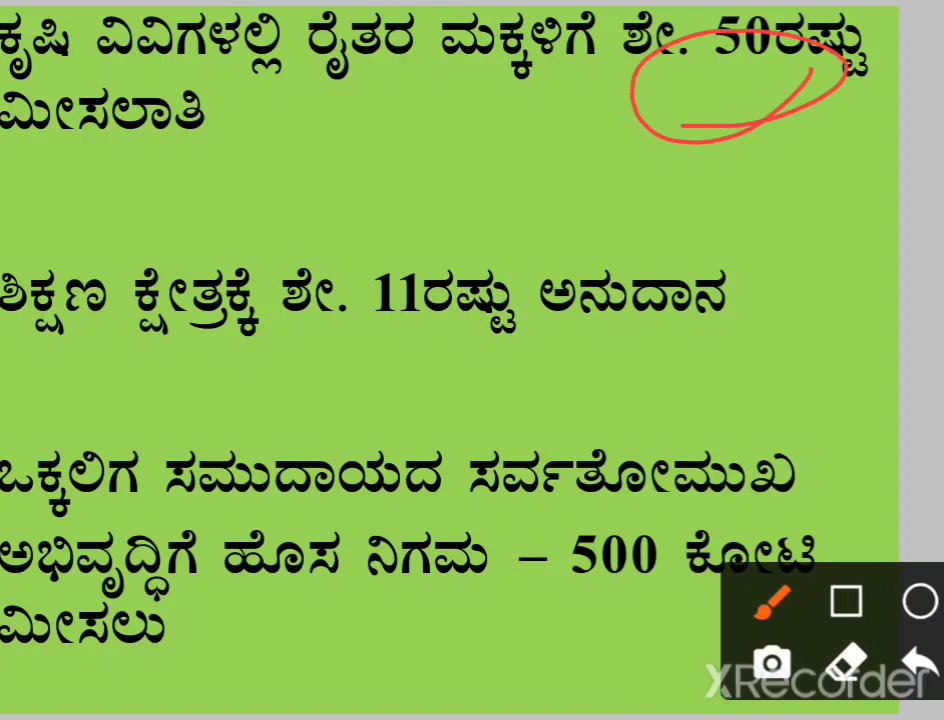 ಕೃಷಿ ವಿವಿಗಳಲ್ಲಿ ರೈತರ ಮಕ್ಕಳಿಗೆ ಶೇ. 50ರಷ್ಟು
ಮೀಸಲಾತಿ
ಶಿಕ್ಷಣ ಕ್ಷೇತ್ರಕ್ಕೆ ಶೇ. 11ರಷ್ಟು ಅನುದಾನ
ಒಕ್ಕಲಿಗ ಸಮುದಾಯದ ಸರ್ವತೋಮುಖ
ಅಭಿವೃದ್ಧಿಗೆ ಹೊಸ ನಿಗಮ – 500 ಕೋಟಿ
ಮೀಸಲು
XRecorder